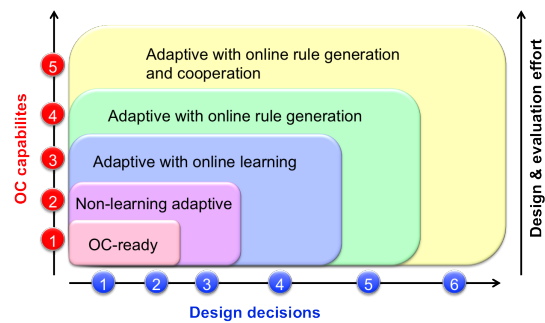 Adaptive with online rule generation
and cooperation
Adaptive with online rule generation
Adaptive with online learning
Non-learning adaptive
OC-ready
OC capabilites
5
4
3
2
1
1 2 3 4 5 6
Design decisions
Design & evaluation effort